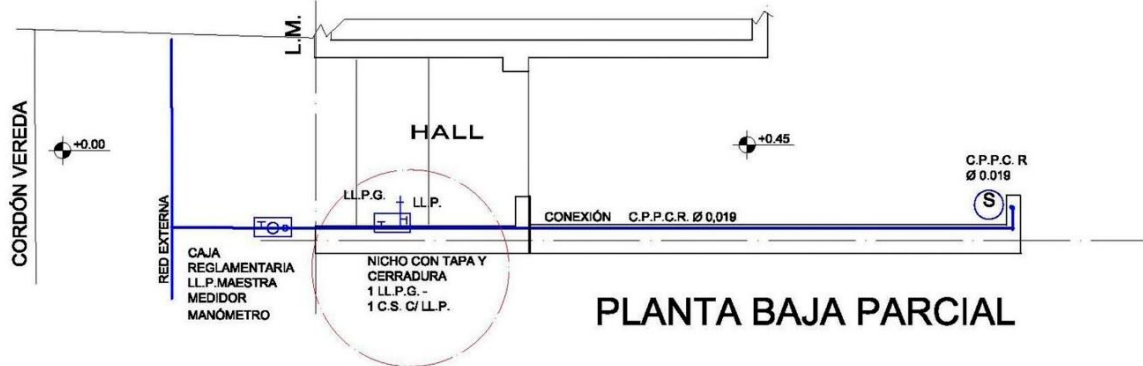 L.M.
CORDÓN VEREDA
+0.00
HALL
+0.45
C.P.P.C. R
Ø 0.019
S
LL.P.G.
LL.P.
CONEXIÓN C.P.P.C.R. Ø 0,019
RED EXTERNA
CAJA
REGLAMENTARIA
LL.P.MAESTRA
MEDIDOR
MANÓMETRO
NICHO CON TAPA Y
CERRADURA
1 LL.P.G. -
1 C.S. C/ LL.P.
PLANTA BAJA PARCIAL